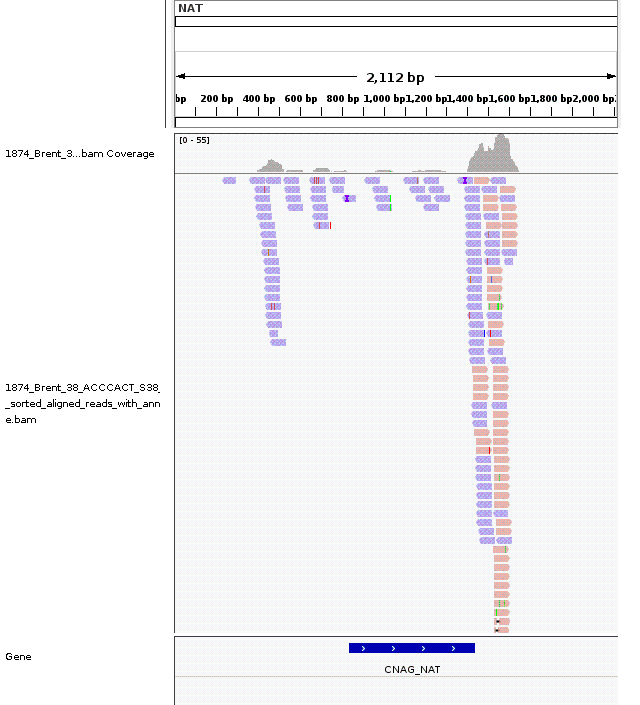 NAT
2,112 bp
bp 200 bp 400 bp 600 bp 800 bp 1,000 bp 1,200 bp 1,400 bp 1,600 bp 1,800 bp 2,000 bp 2,
[0 - 55]
1874_Brent_3...bam Coverage
1874_Brent_38_ACCCACT_S38_
_sorted_aligned_reads_with_ann
e.bam
Gene
CNAG_NAT